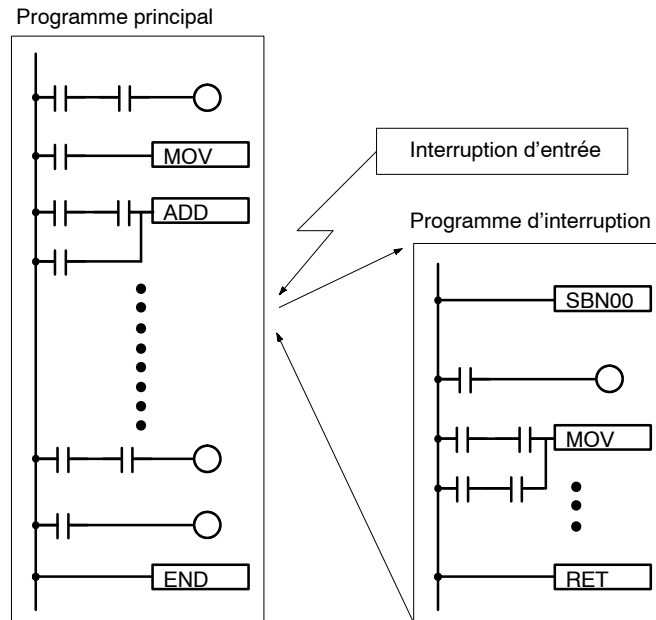 Programme principal
MOV
ADD
END
Interruption d'entrée
Programme d'interruption
SBN00
MOV
RET